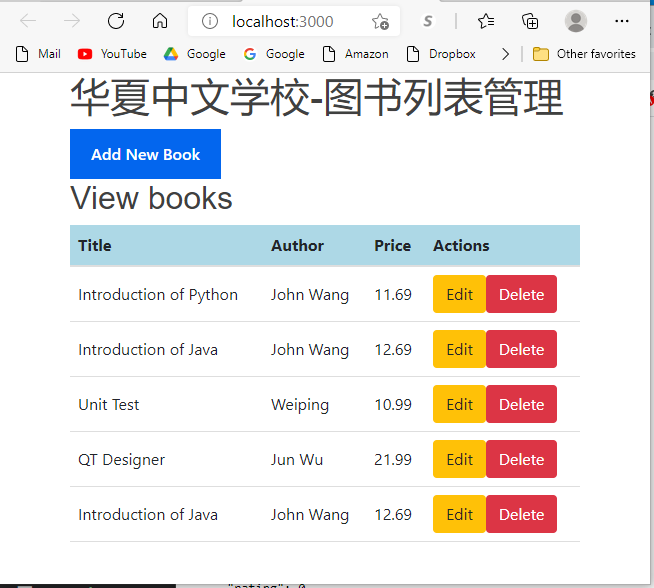 localhost:3000
S
Mail YouTube Google Google Amazon Dropbox Other favorites
华夏中文学校-图书列表管理
Add New Book
View books
Title Author Price Actions
Introduction of Python John Wang 11.69 Edit Delete
Introduction of Java John Wang 12.69 Edit Delete
Unit Test Weiping 10.99 Edit Delete
QT Designer Jun Wu 21.99 Edit Delete
Introduction of Java John Wang 12.69 Edit Delete